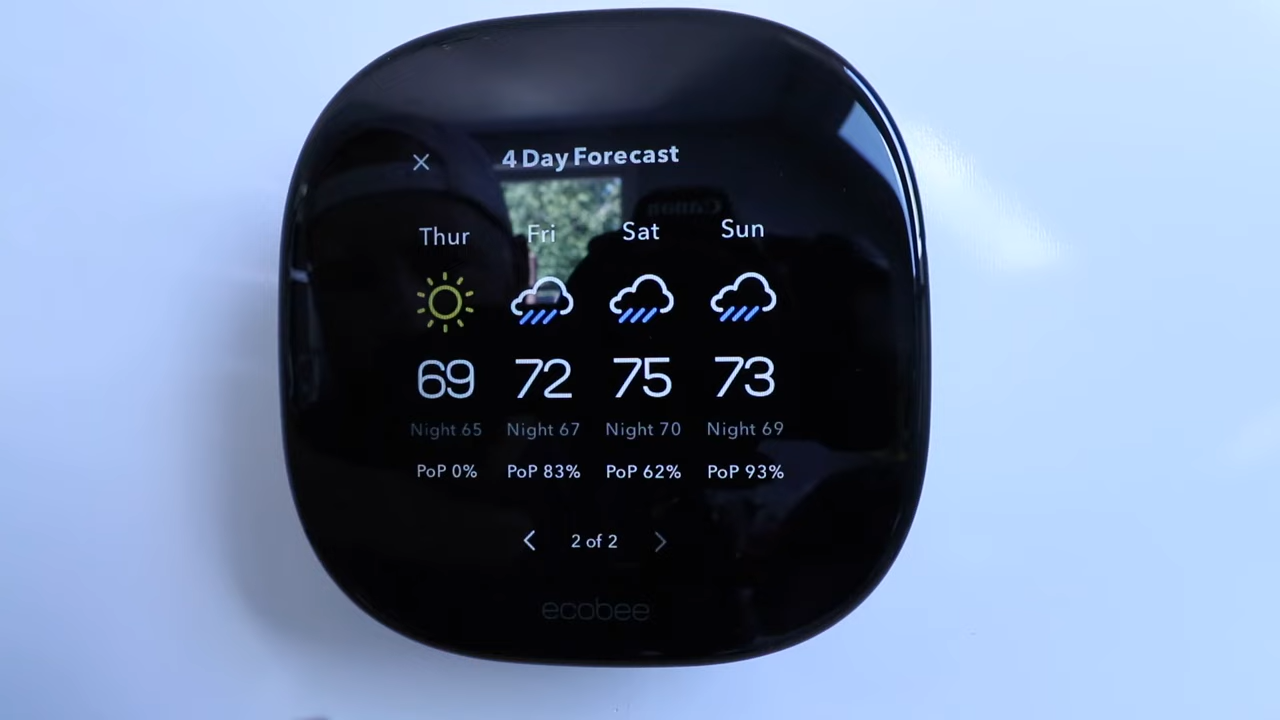 4 Day Forecast
Thur Fri Sat Sun
69 72 75 73
Night 65 Night 67 Night 70 Night 69
PoP 0% PoP 83% PoP 62% PoP 93%
2 of 2
ecobee
Canon